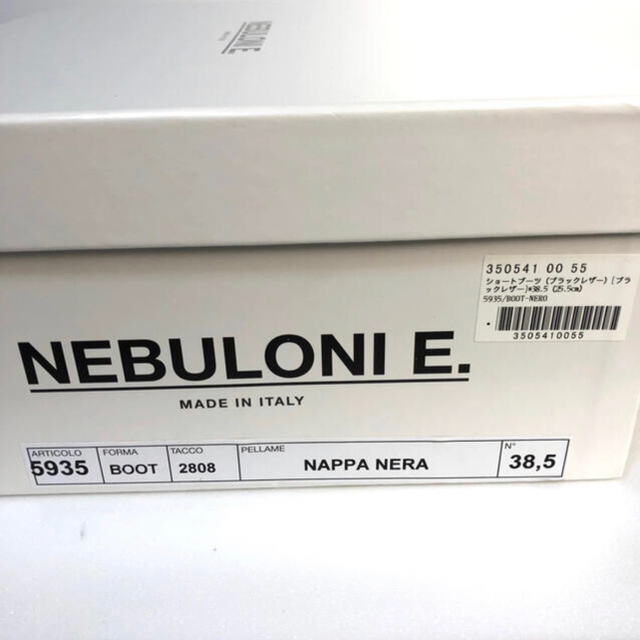 NEBULONI E.
350541 00 55
ショートブーツ (ブラックレザー) [ブラ
ックレザー]*38.5 (25.5cm)
5935/BOOT-NERO
3505410055
NEBULONI E.
MADE IN ITALY
ARTICOLO FORMA TACCO PELLAME N°
5935 BOOT 2808 NAPPA NERA 38,5